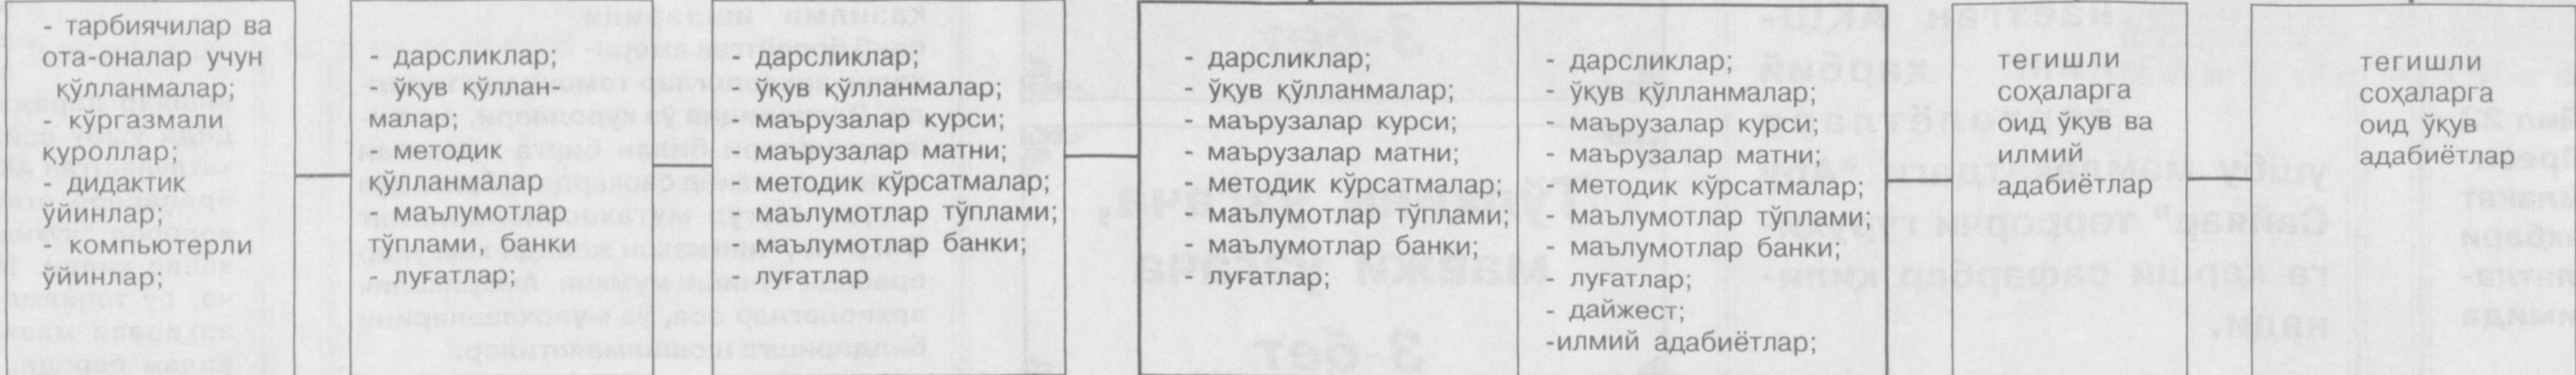 - тарбиячилар ва
ота-оналар учун
қўлланмалар;
- кўргазмали
қуроллар;
- дидактик
ўйинлар;
- компьютерли
ўйинлар;
- дарсликлар;
- ўқув қўллан-
малар;
- методик
қўлланмалар
- маълумотлар
тўплами, банки
- луғатлар;
- дарсликлар;
- ўқув қўлланмалар;
- маърузалар курси;
- маърузалар матни;
- методик кўрсатмалар;
- маълумотлар тўплами;
- маълумотлар банки;
- луғатлар
- дарсликлар;
- ўқув қўлланмалар;
- маърузалар курси;
- маърузалар матни;
- методик кўрсатмалар;
- маълумотлар тўплами;
- маълумотлар банки;
- луғатлар;
- дарсликлар;
- ўқув қўлланмалар;
- маърузалар курси;
- маърузалар матни;
- методик кўрсатмалар;
- маълумотлар тўплами;
- маълумотлар банки;
- луғатлар;
- дайжест;
-илмий адабиётлар;
тегишли
соҳаларга
оид ўқув ва
илмий
адабиётлар
тегишли
соҳаларга
оид ўқув
адабиётлар